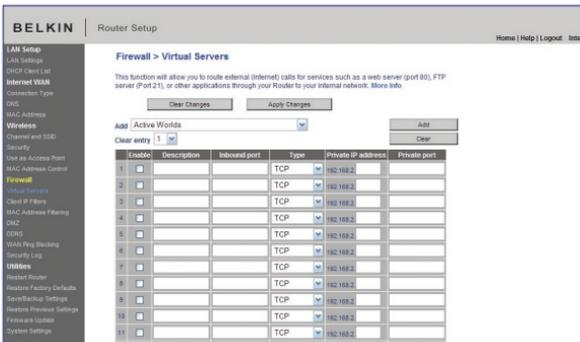 BELKIN Router Setup
Home | Help | Logout Inte
LAN Setup
LAN Settings
DHCP Client List
Internet WAN
Connection Type
DNS
MAC Address
Wireless
Channel and SSID
Security
Use as Access Point
MAC Address Control
Firewall
Virtual Servers
Client IP Filters
MAC Address Filtering
DMZ
DDNS
WAN Ping Blocking
Security Log
Utilities
Restart Router
Restore Factory Defaults
Save/Backup Settings
Restore Previous Settings
Firmware Update
System Settings
Firewall > Virtual Servers
This function will allow you to route external (Internet) calls for services such as a web server (port 80), FTP
server (Port 21), or other applications through your Router to your internal network. More Info
Clear Changes Apply Changes
Add Active Worlds Add
Clear entry 1 Clear
Enable Description Inbound port Type Private IP address Private port
1 TCP 192.168.2.
2 TCP 192.168.2.
3 TCP 192.168.2.
4 TCP 192.168.2.
5 TCP 192.168.2.
6 TCP 192.168.2.
7 TCP 192.168.2.
8 TCP 192.168.2.
9 TCP 192.168.2.
10 TCP 192.168.2.
11 TCP 192.168.2.